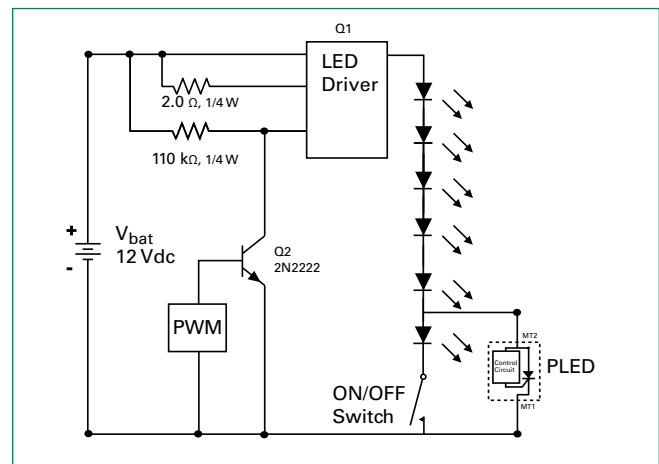 Q1
LED
Driver
2.0 Ω, 1/4 W
110 kΩ, 1/4 W
+
Vbat
12 Vdc
-
Q2
2N2222
PWM
MT2
Control
Circuit
PLED
MT1
ON/OFF
Switch